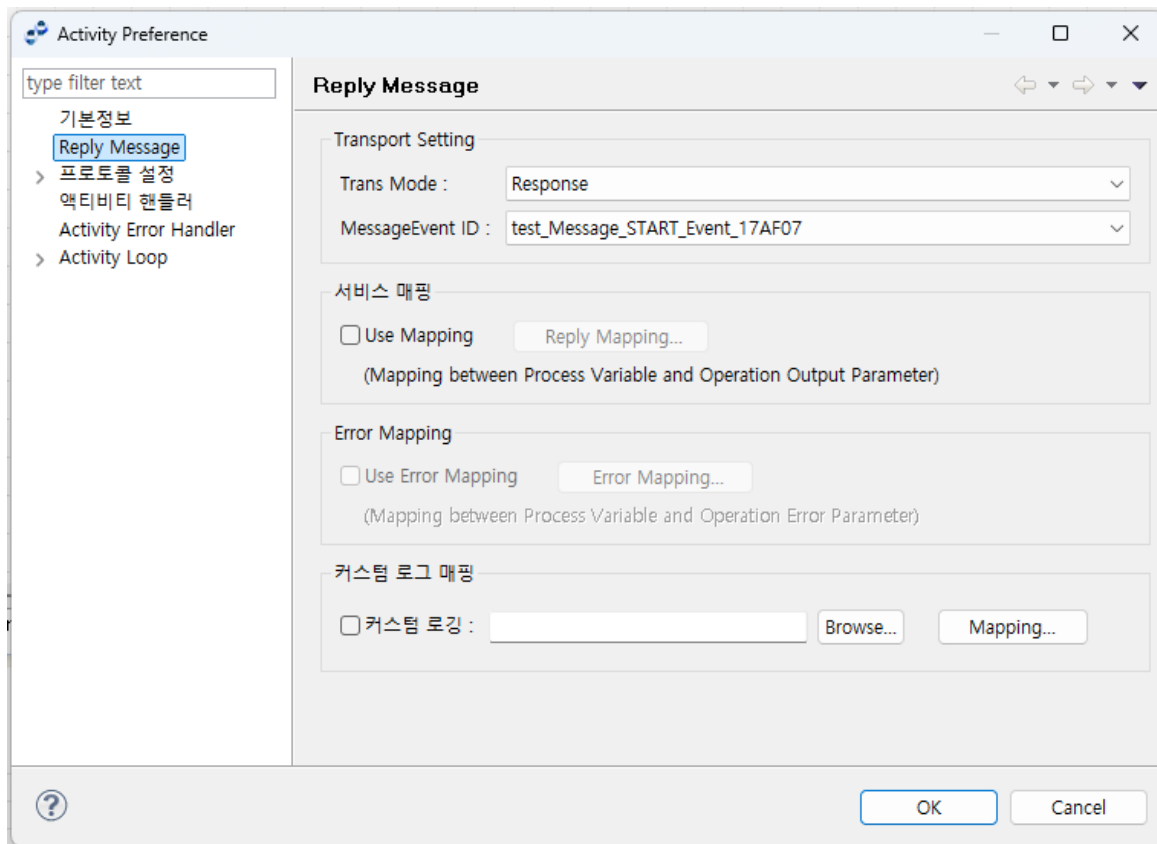 Activity Preference
type filter text
기본정보
Reply Message
프로토콜 설정
액티비티 핸들러
Activity Error Handler
Activity Loop
Reply Message
Transport Setting
Trans Mode : Response
MessageEvent ID : test_Message_START_Event_17AF07
서비스 매핑
Use Mapping Reply Mapping...
(Mapping between Process Variable and Operation Output Parameter)
Error Mapping
Use Error Mapping Error Mapping...
(Mapping between Process Variable and Operation Error Parameter)
커스텀 로그 매핑
커스텀 로깅 : Browse... Mapping...
OK Cancel